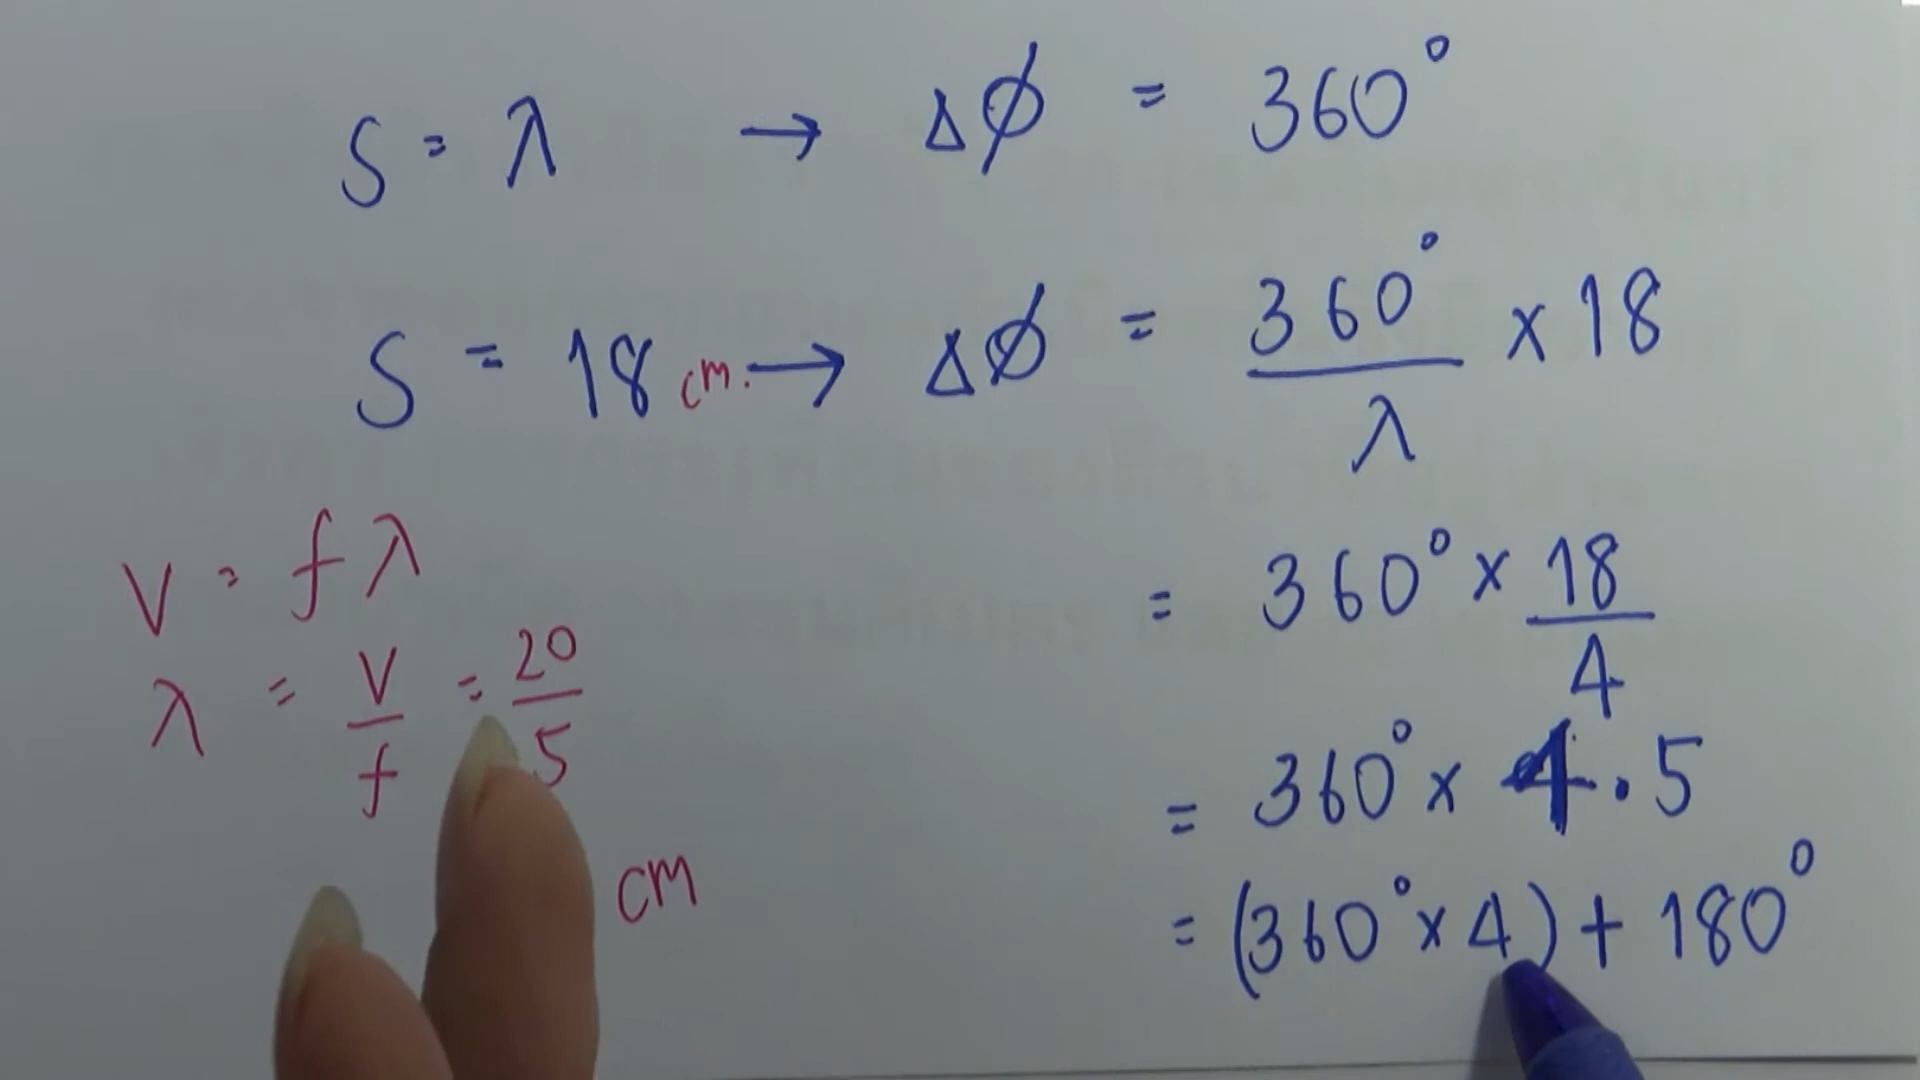 S = λ → Δφ = 360°
S = 18 cm. → Δφ = 360°/λ × 18
= 360° × 18/4
= 360° × 4.5
= (360° × 4) + 180°
V = fλ
λ = V/f = 20/5
cm